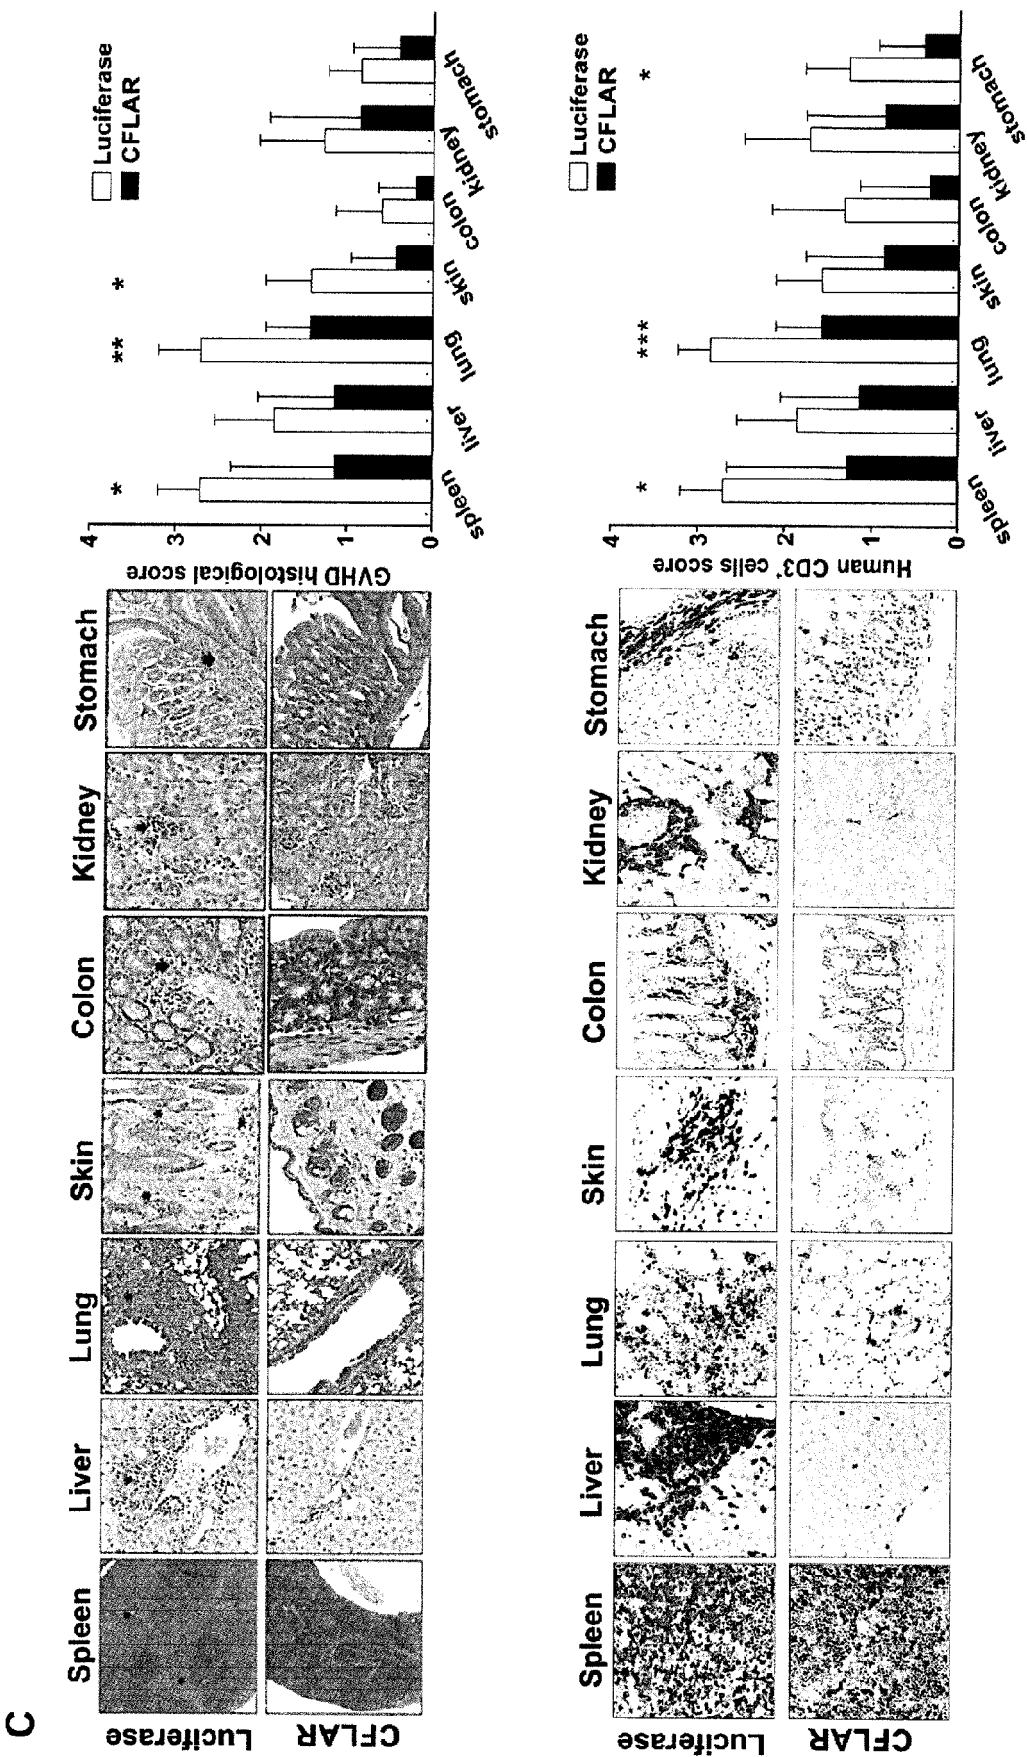 C
Spleen Liver Lung Skin Colon Kidney Stomach
Luciferase
CFLAR
GVHD histological score
4
3
2
1
0
Luciferase
CFLAR
* ** *
spleen liver lung skin colon kidney stomach
Spleen Liver Lung Skin Colon Kidney Stomach
Luciferase
CFLAR
Human CD3+ cells score
4
3
2
1
0
Luciferase
CFLAR
* *** *
spleen liver lung skin colon kidney stomach